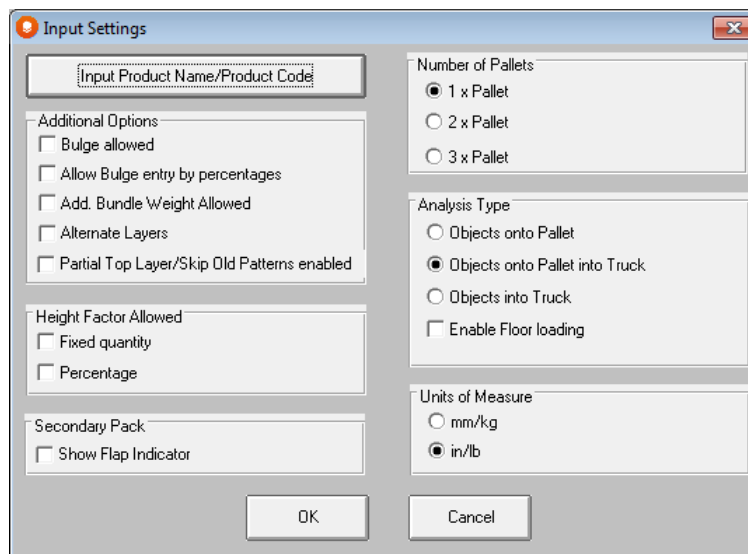 Input Settings
Input Product Name/Product Code
Additional Options
Bulge allowed
Allow Bulge entry by percentages
Add. Bundle Weight Allowed
Alternate Layers
Partial Top Layer/Skip Old Patterns enabled
Height Factor Allowed
Fixed quantity
Percentage
Secondary Pack
Show Flap Indicator
Number of Pallets
1 x Pallet
2 x Pallet
3 x Pallet
Analysis Type
Objects onto Pallet
Objects onto Pallet into Truck
Objects into Truck
Enable Floor loading
Units of Measure
mm/kg
in/lb
OK
Cancel